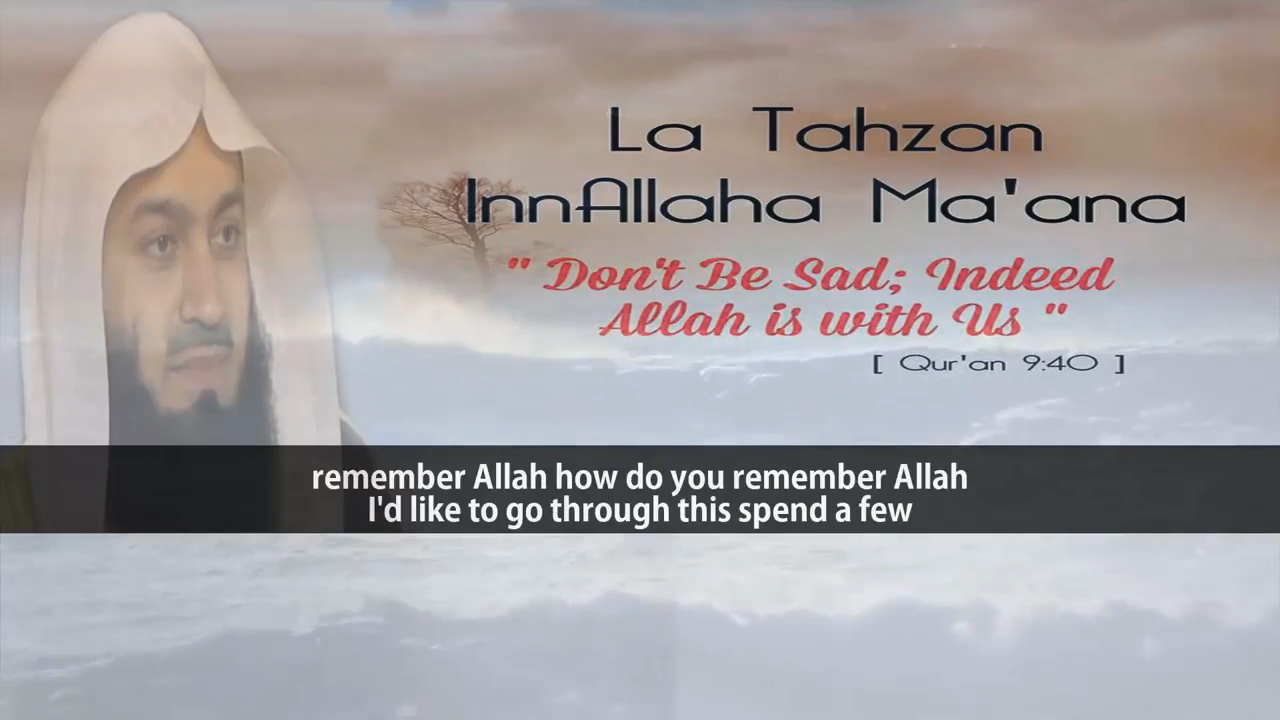 La Tahzan
InnAllaha Ma'ana
" Don't Be Sad; Indeed
Allah is with Us "
[ Qur'an 9:40 ]
remember Allah how do you remember Allah
I'd like to go through this spend a few